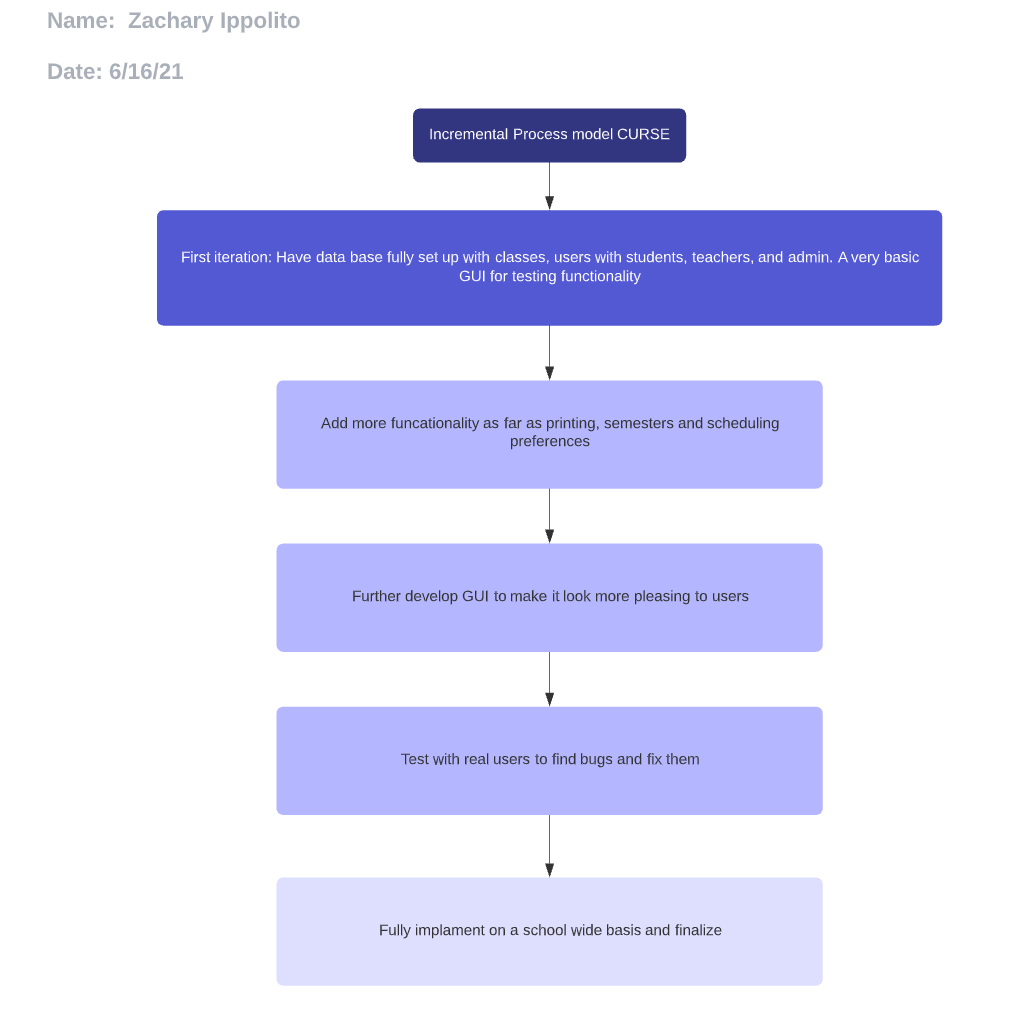 Name:  Zachary Ippolito
Date: 6/16/21
Incremental Process model CURSE
First iteration: Have data base fully set up with classes, users with students, teachers, and admin. A very basic
GUI for testing functionality
Add more funcationality as far as printing, semesters and scheduling
preferences
Further develop GUI to make it look more pleasing to users
Test with real users to find bugs and fix them
Fully implament on a school wide basis and finalize